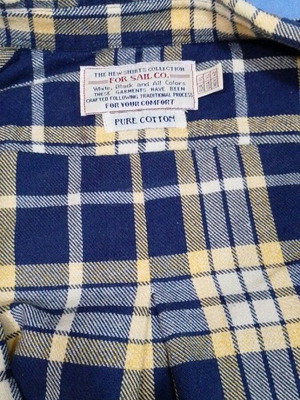 THE NEW SHIRTS COLLECTION
FOR SAIL CO.
White, Black and All Colors
THESE GARMENTS HAVE BEEN
CRAFTED FOLLOWING TRADITIONAL PROCESS
FOR YOUR COMFORT
PURE COTTON